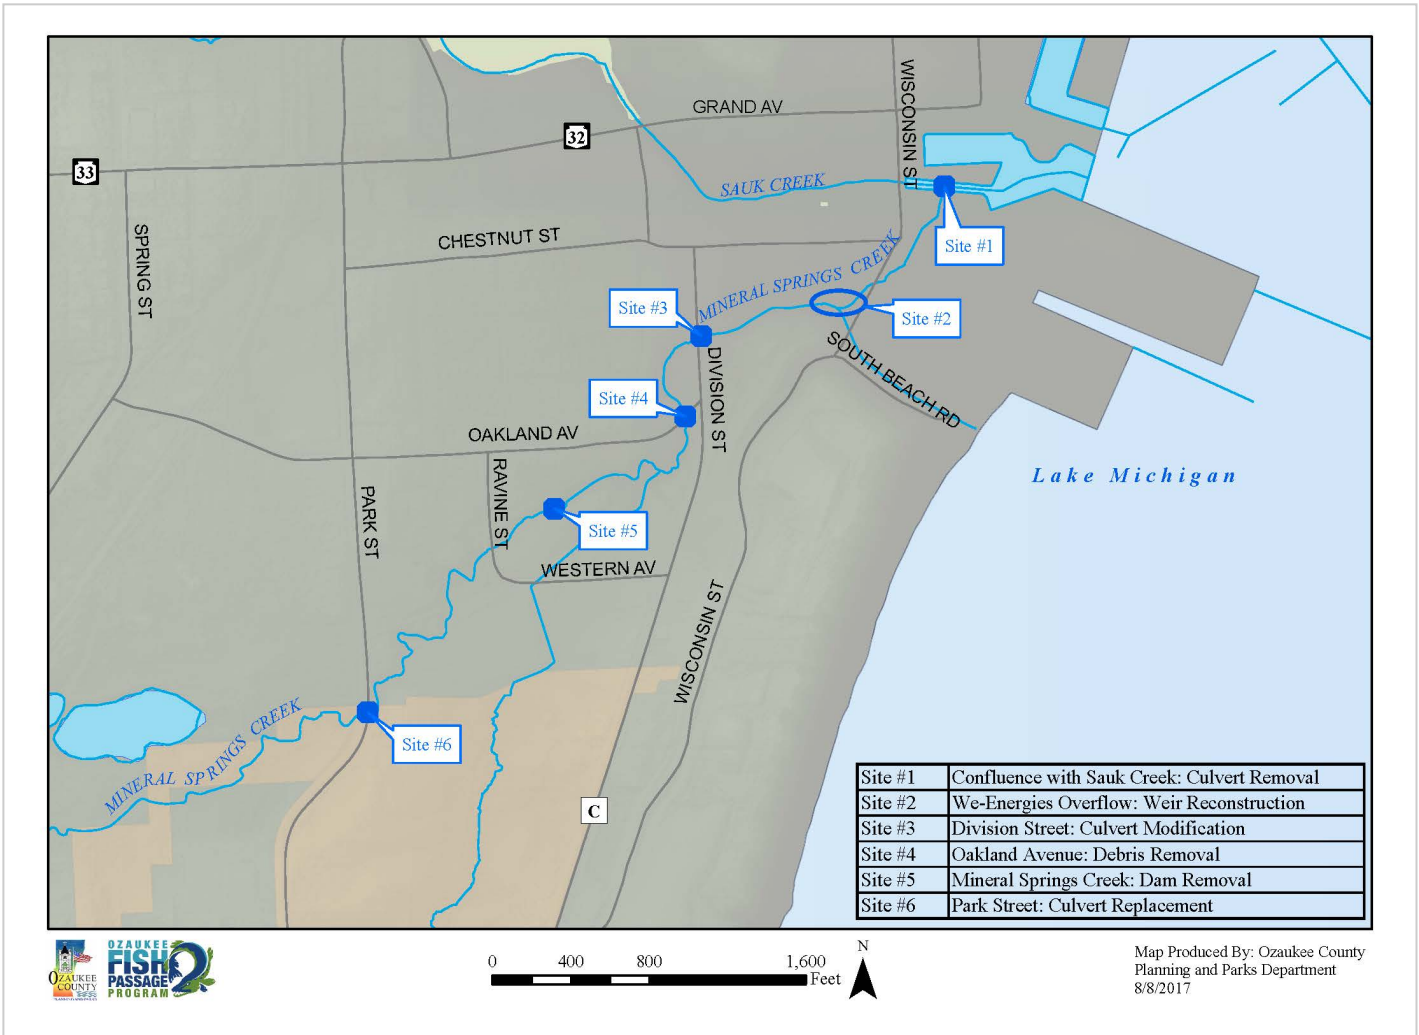 GRAND AV
WISCONSIN ST
32
33
SAUK CREEK
SPRING ST
CHESTNUT ST
Site #1
MINERAL SPRINGS CREEK
Site #3
Site #2
SOUTH BEACH RD
DIVISION ST
Site #4
OAKLAND AV
Lake Michigan
RAVINE ST
PARK ST
Site #5
WESTERN AV
WISCONSIN ST
MINERAL SPRINGS CREEK
Site #6
C
Site #1 Confluence with Sauk Creek: Culvert Removal
Site #2 We-Energies Overflow: Weir Reconstruction
Site #3 Division Street: Culvert Modification
Site #4 Oakland Avenue: Debris Removal
Site #5 Mineral Springs Creek: Dam Removal
Site #6 Park Street: Culvert Replacement
OZAUKEE
COUNTY
OZAUKEE
FISH
PASSAGE
PROGRAM
0 400 800 1,600
Feet
N
Map Produced By: Ozaukee County
Planning and Parks Department
8/8/2017